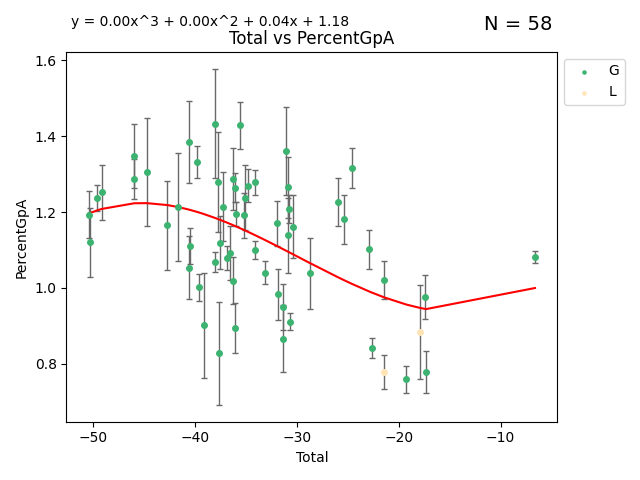 y = 0.00x^3 + 0.00x^2 + 0.04x + 1.18
N = 58
Total vs PercentGpA
G
L
PercentGpA
1.6
1.4
1.2
1.0
0.8
−50
−40
−30
−20
−10
Total